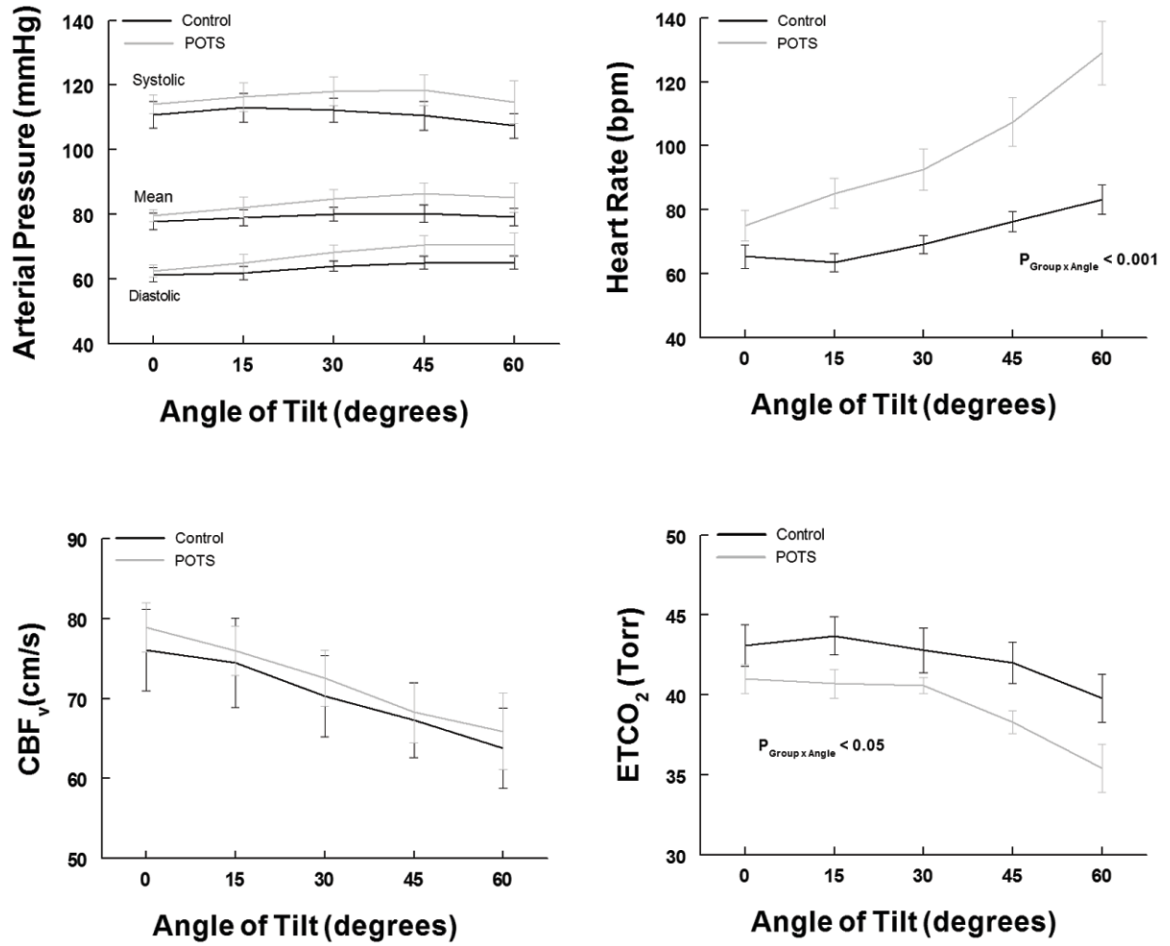 Arterial Pressure (mmHg)
140
120
100
80
60
40
Control
POTS
Systolic
Mean
Diastolic
0 15 30 45 60
Angle of Tilt (degrees)
Heart Rate (bpm)
140
120
100
80
60
40
Control
POTS
P Group x Angle < 0.001
0 15 30 45 60
Angle of Tilt (degrees)
CBFv(cm/s)
90
80
70
60
50
Control
POTS
0 15 30 45 60
Angle of Tilt (degrees)
ETCO2 (Torr)
50
45
40
35
30
Control
POTS
P Group x Angle < 0.05
0 15 30 45 60
Angle of Tilt (degrees)